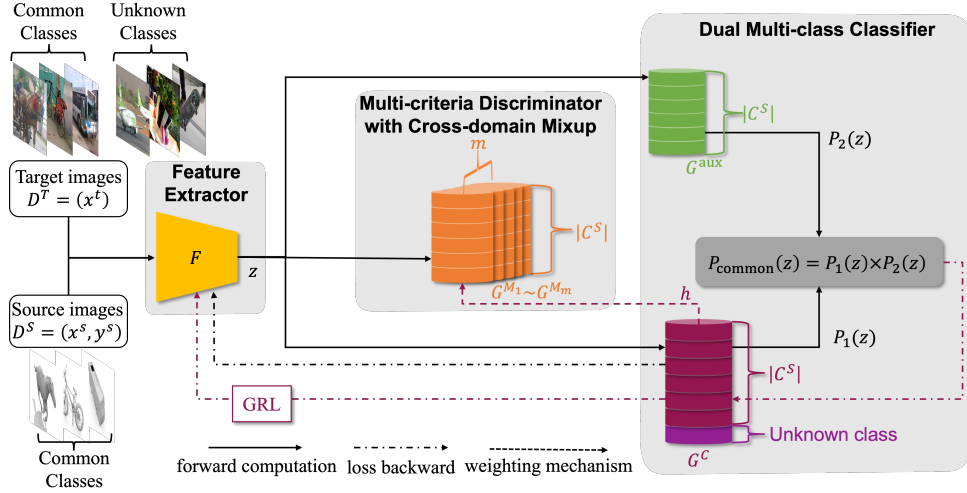 Common
Classes
Unknown
Classes
Target images
D^T = (x^t)
Source images
D^S = (x^s, y^s)
Common
Classes
Feature
Extractor
F
z
Multi-criteria Discriminator
with Cross-domain Mixup
m
|C^S|
G^{M_1}~G^{M_m}
Dual Multi-class Classifier
|C^S|
G^{aux}
P_2(z)
P_{common}(z) = P_1(z)×P_2(z)
P_1(z)
h
|C^S|
Unknown class
G^C
GRL
forward computation
loss backward
weighting mechanism